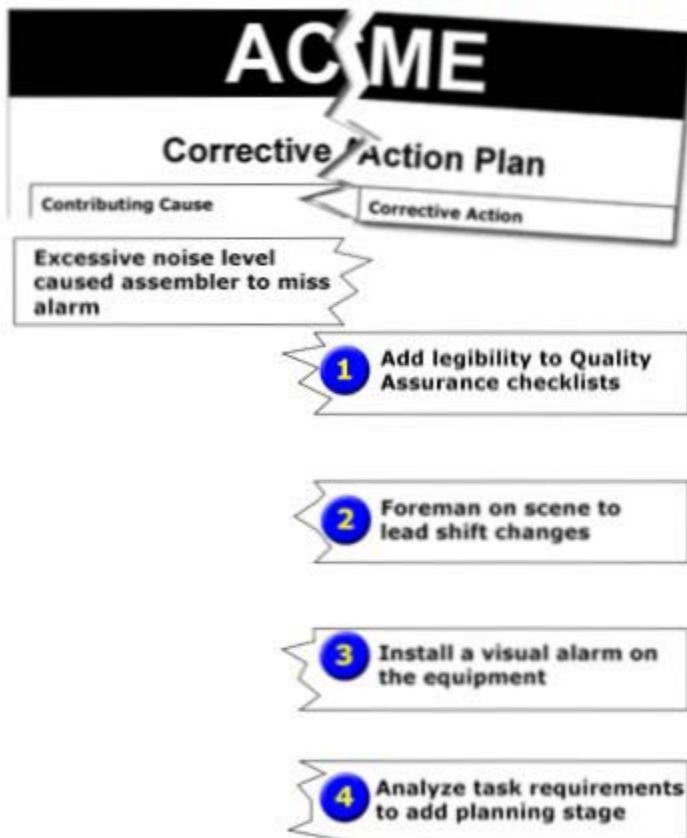 ACME
Corrective Action Plan
Contributing Cause
Corrective Action
Excessive noise level
caused assembler to miss
alarm
1
Add legibility to Quality
Assurance checklists
2
Foreman on scene to
lead shift changes
3
Install a visual alarm on
the equipment
4
Analyze task requirements
to add planning stage